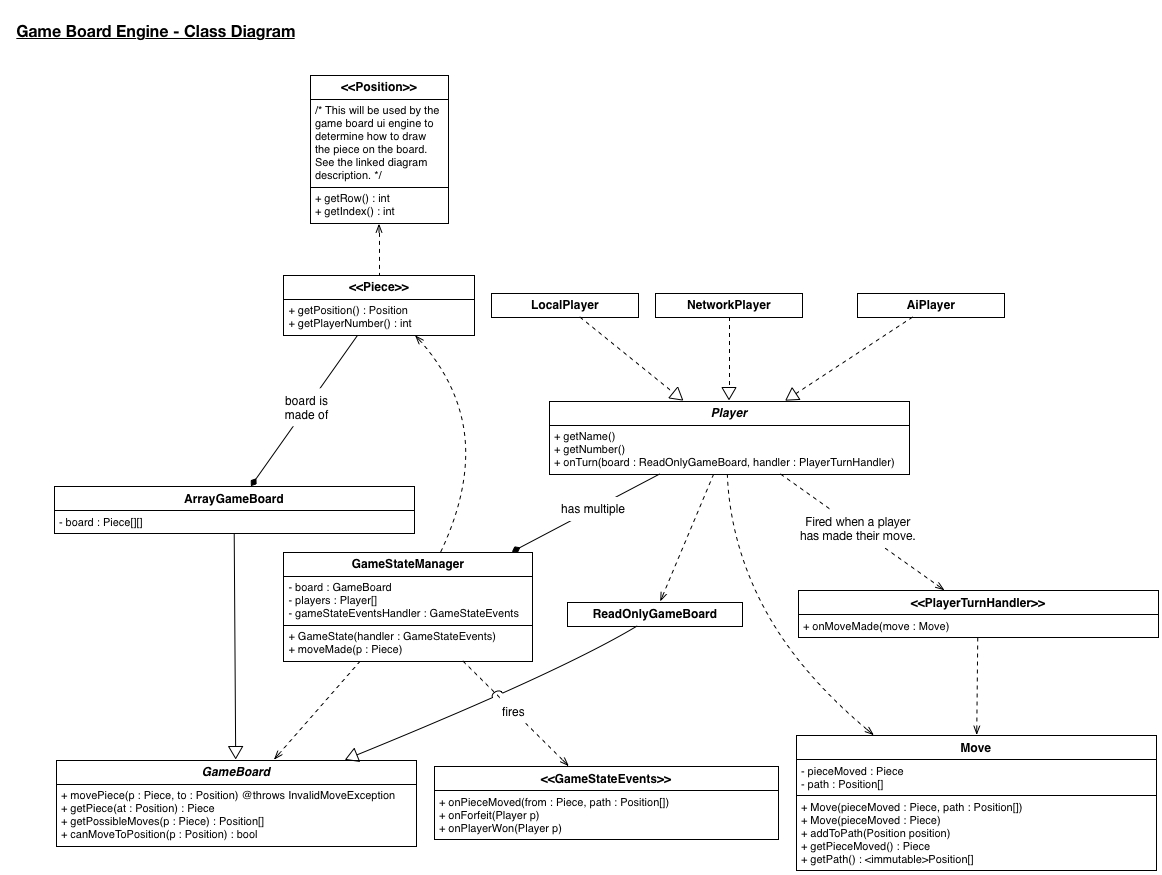 Game Board Engine - Class Diagram
<<Position>>
/* This will be used by the
game board ui engine to
determine how to draw
the piece on the board.
See the linked diagram
description. */
+ getRow() : int
+ getIndex() : int
<<Piece>>
+ getPosition() : Position
+ getPlayerNumber() : int
LocalPlayer
NetworkPlayer
AiPlayer
board is
made of
Player
+ getName()
+ getNumber()
+ onTurn(board : ReadOnlyGameBoard, handler : PlayerTurnHandler)
ArrayGameBoard
- board : Piece[][]
has multiple
Fired when a player
has made their move.
GameStateManager
- board : GameBoard
- players : Player[]
- gameStateEventsHandler : GameStateEvents
+ GameState(handler : GameStateEvents)
+ moveMade(p : Piece)
ReadOnlyGameBoard
<<PlayerTurnHandler>>
+ onMoveMade(move : Move)
fires
GameBoard
+ movePiece(p : Piece, to : Position) @throws InvalidMoveException
+ getPiece(at : Position) : Piece
+ getPossibleMoves(p : Piece) : Position[]
+ canMoveToPosition(p : Position) : bool
<<GameStateEvents>>
+ onPieceMoved(from : Piece, path : Position[])
+ onForfeit(Player p)
+ onPlayerWon(Player p)
Move
- pieceMoved : Piece
- path : Position[]
+ Move(pieceMoved : Piece, path : Position[])
+ Move(pieceMoved : Piece)
+ addToPath(Position position)
+ getPieceMoved() : Piece
+ getPath() : <immutable>Position[]